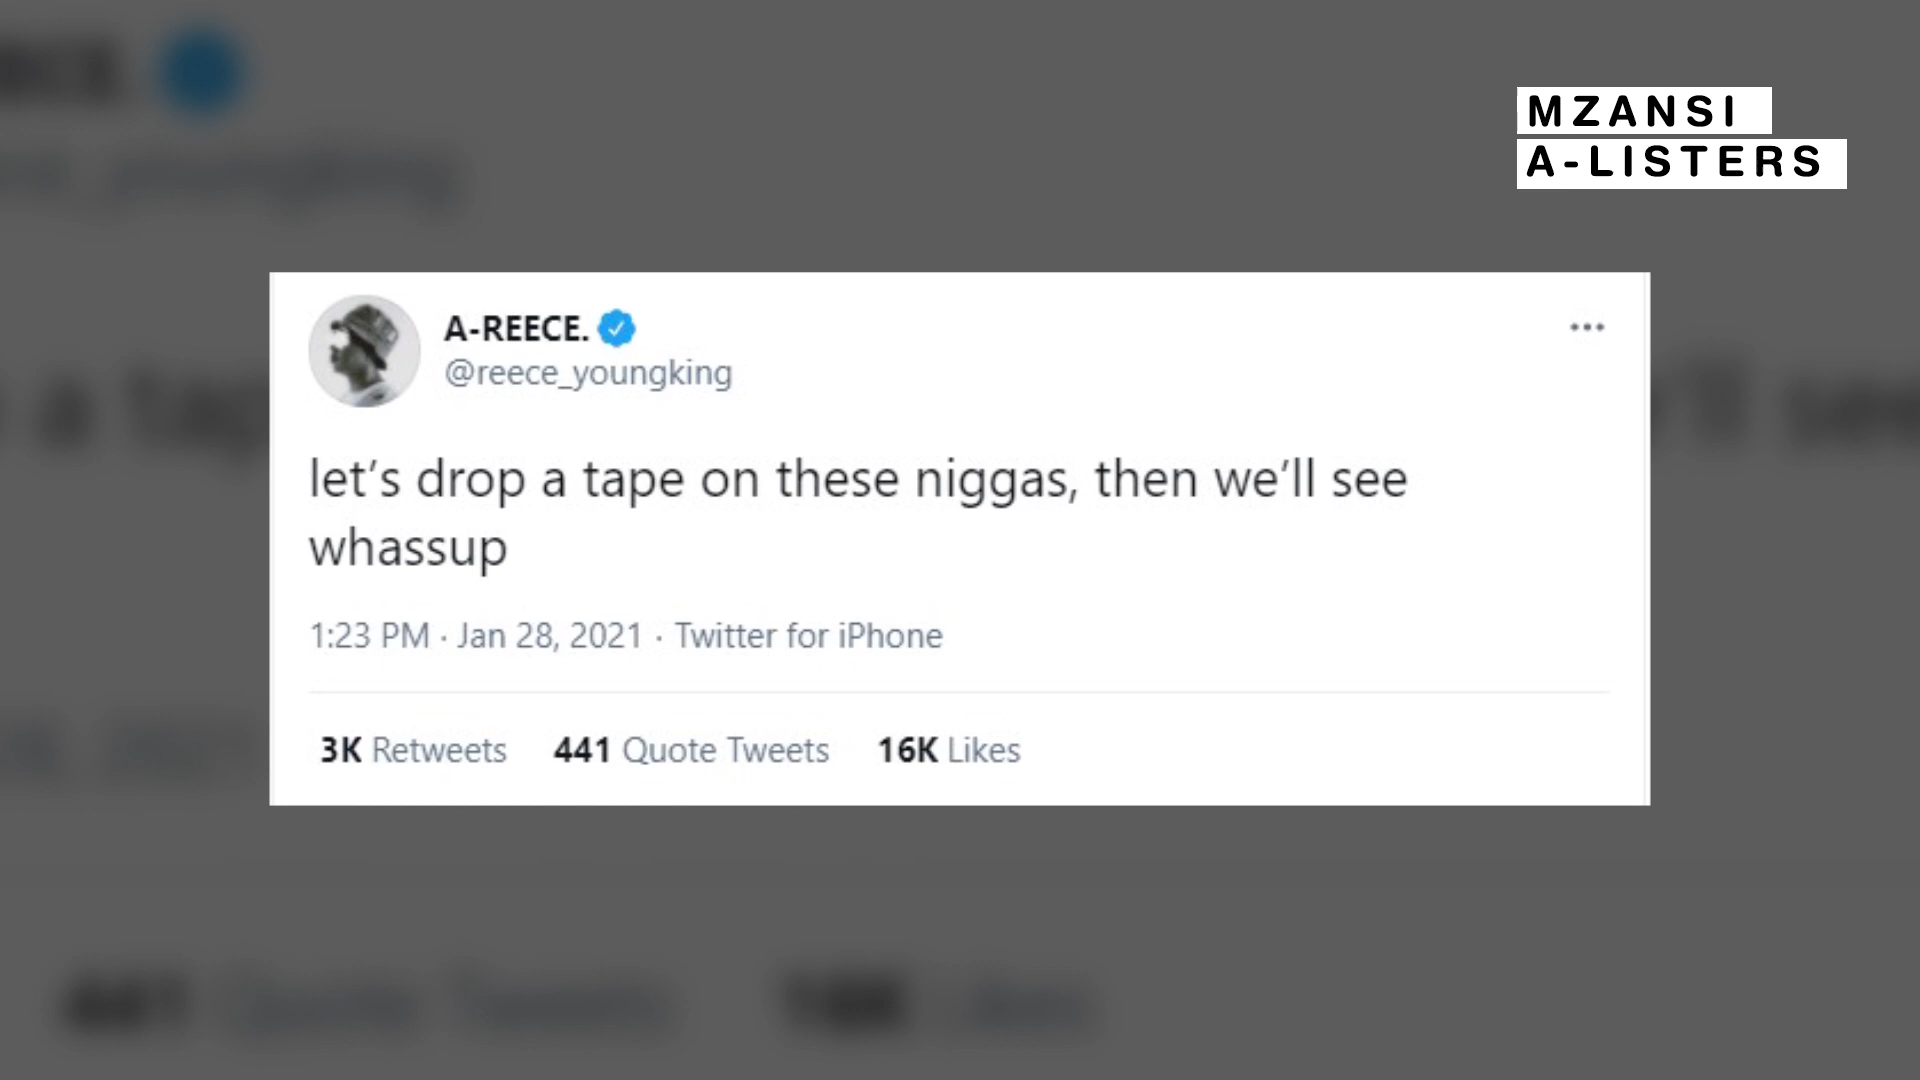 MZANSI
A-LISTERS
A-REECE.
@reece_youngking
let’s drop a tape on these niggas, then we’ll see
whassup
1:23 PM · Jan 28, 2021 · Twitter for iPhone
3K Retweets 441 Quote Tweets 16K Likes